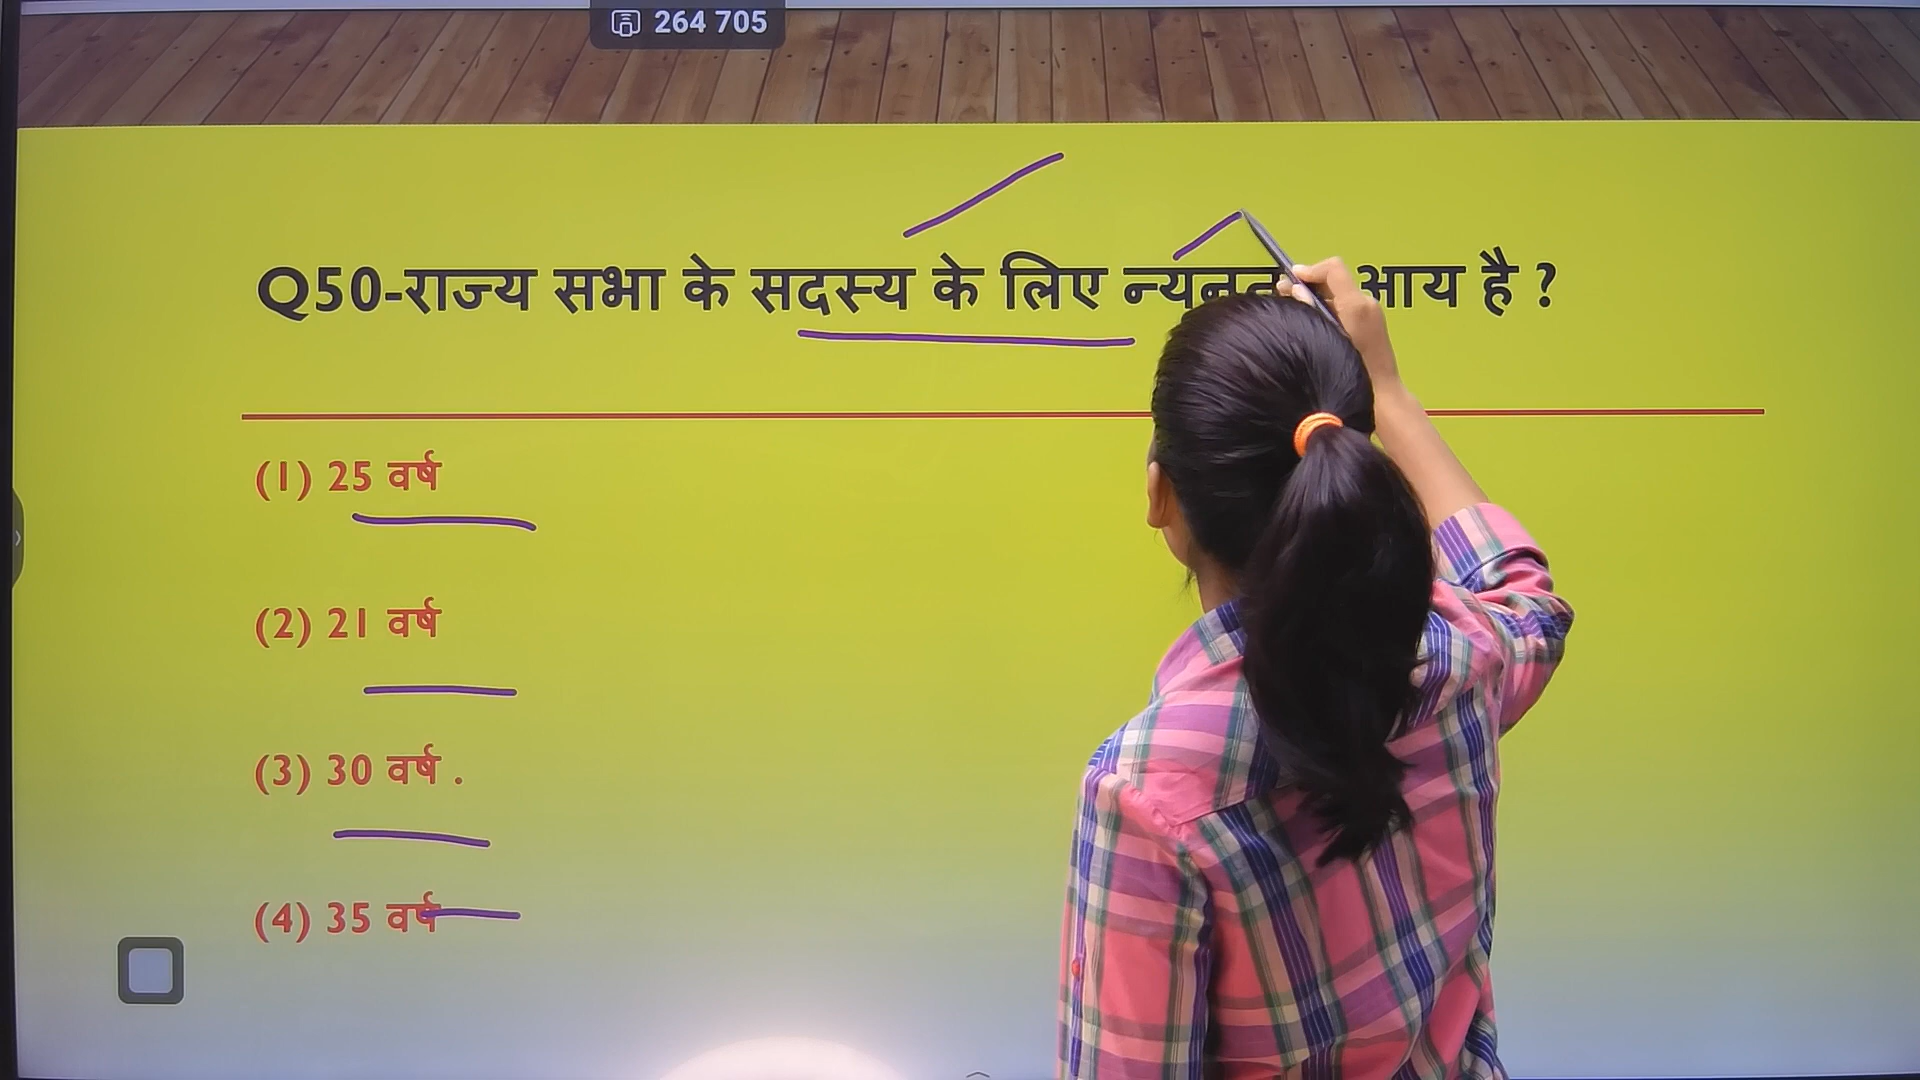 264 705
Q50-राज्य सभा के सदस्य के लिए आय है ?
(1) 25 वर्ष
(2) 21 वर्ष
(3) 30 वर्ष .
(4) 35 वर्ष